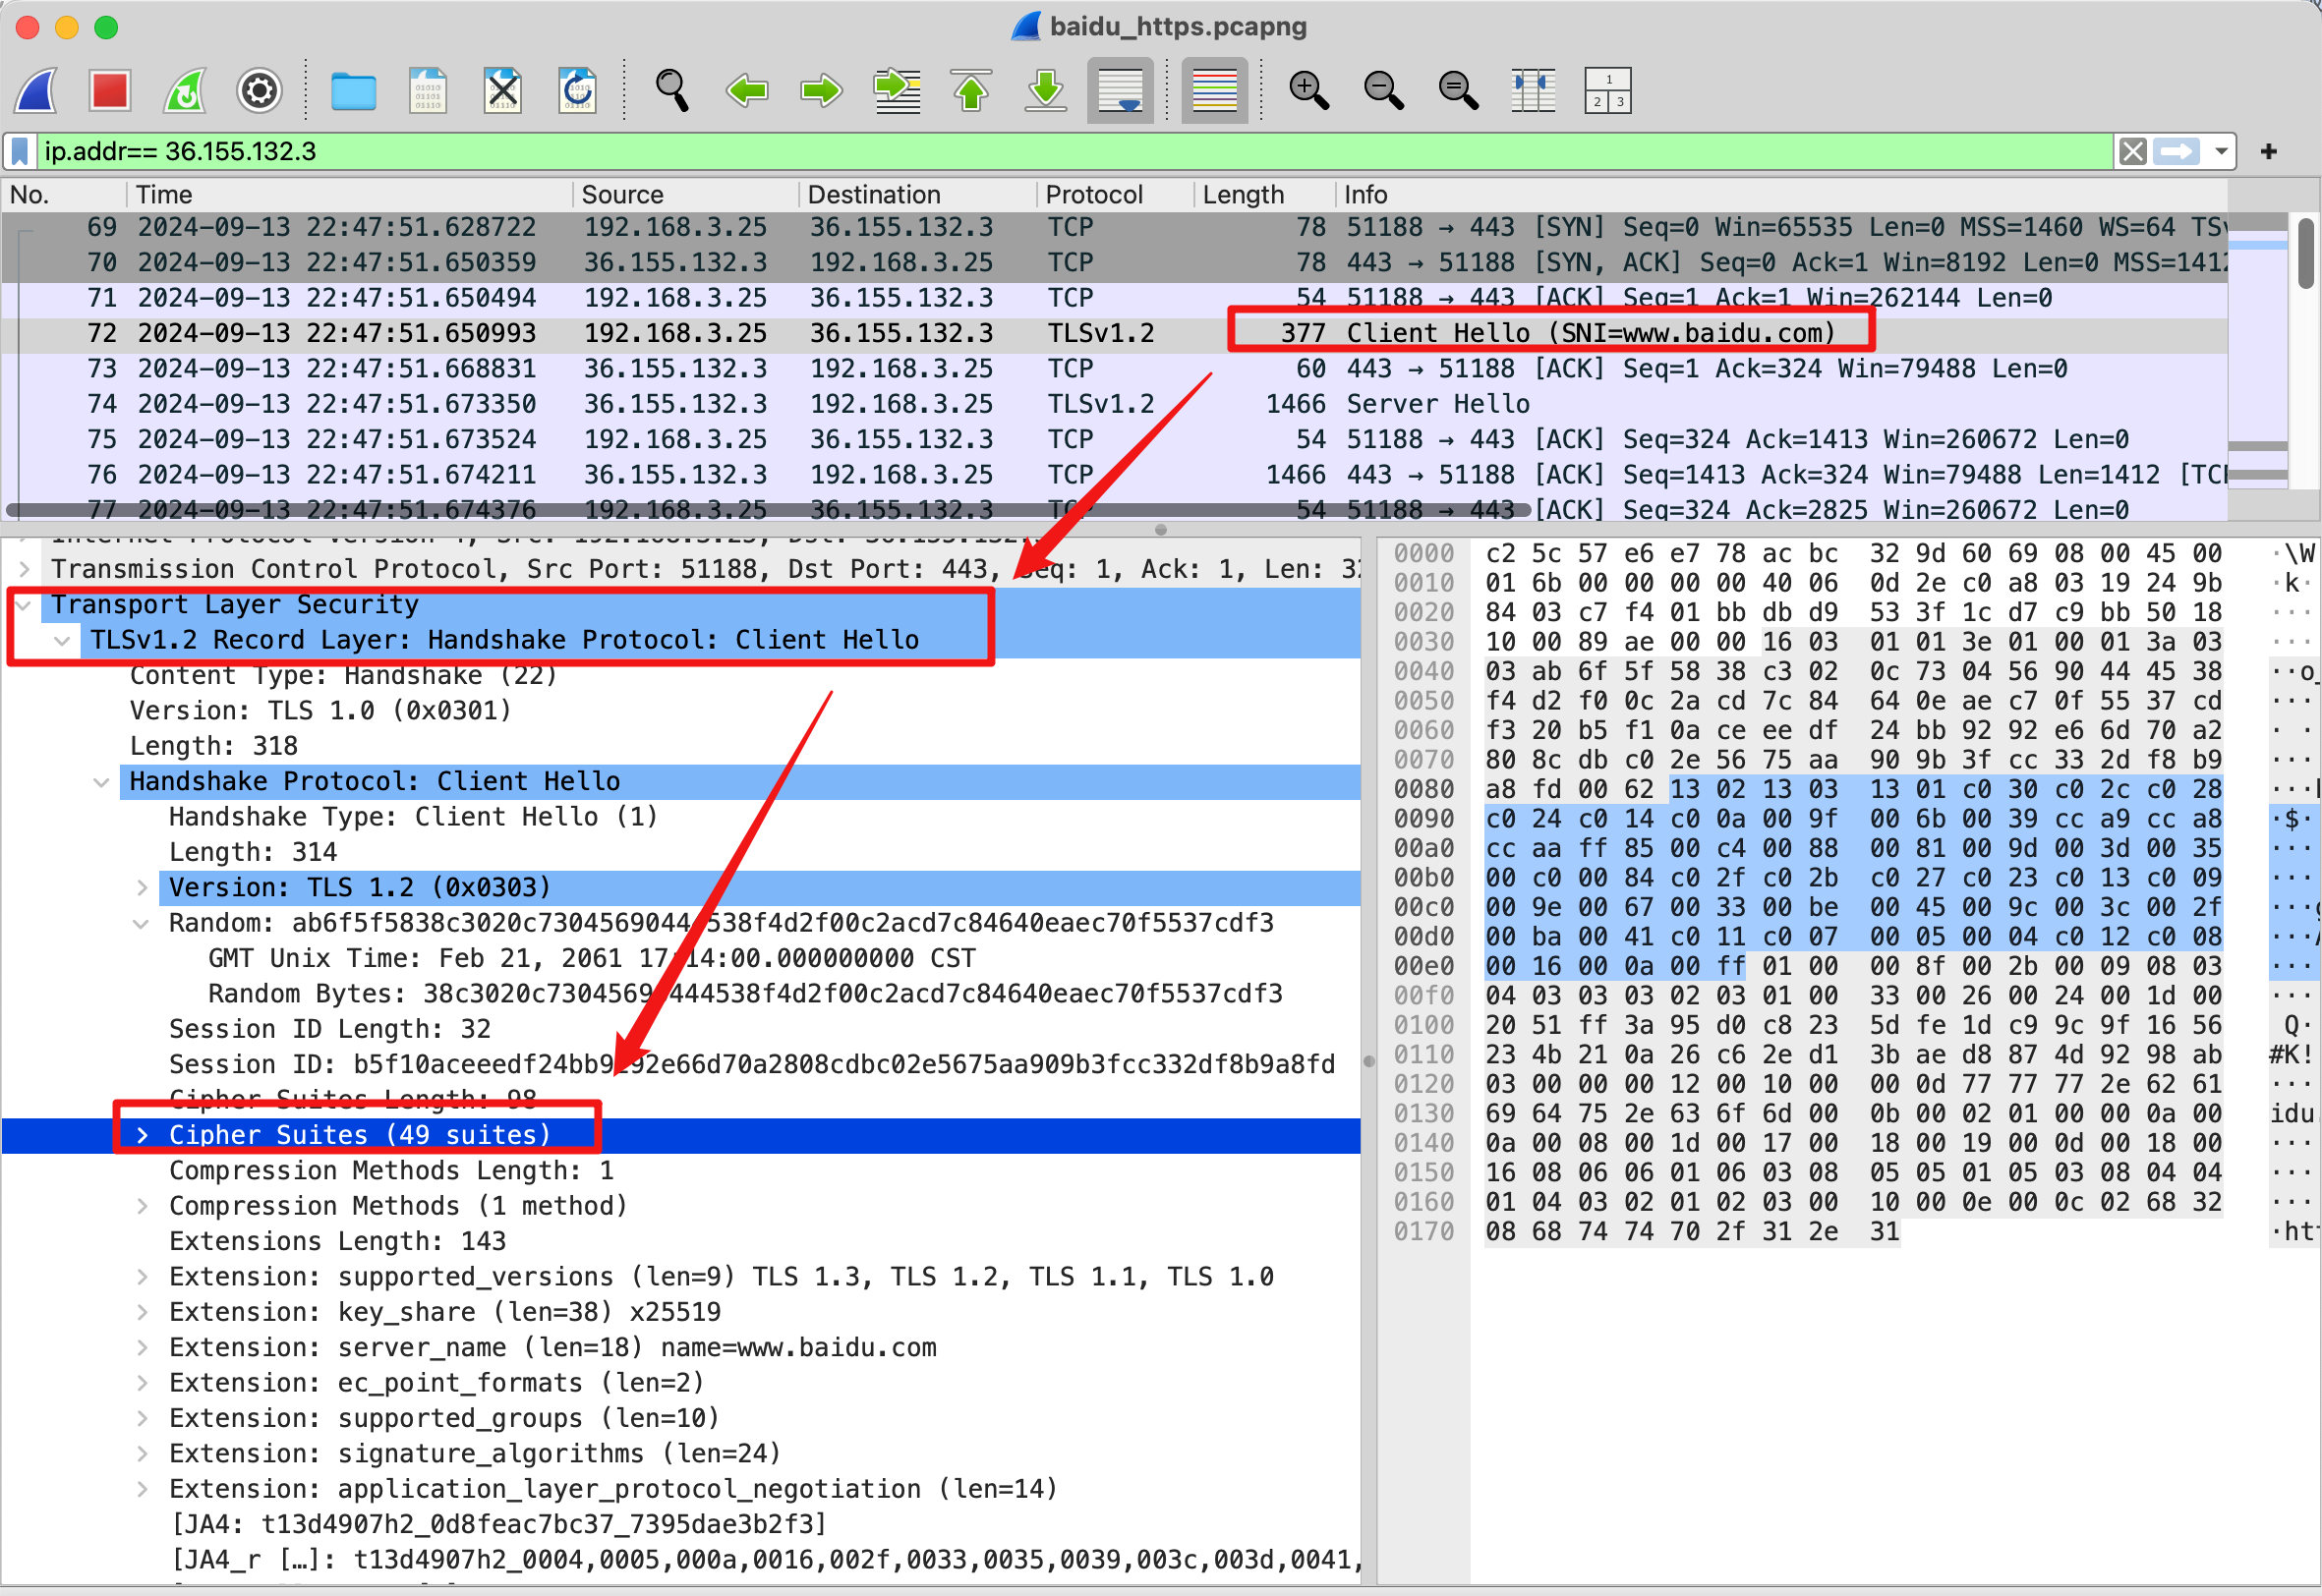 baidu_https.pcapng
ip.addr== 36.155.132.3
No. Time Source Destination Protocol Length Info
69 2024-09-13 22:47:51.628722 192.168.3.25 36.155.132.3 TCP 78 51188 → 443 [SYN] Seq=0 Win=65535 Len=0 MSS=1460 WS=64
70 2024-09-13 22:47:51.650359 36.155.132.3 192.168.3.25 TCP 78 443 → 51188 [SYN, ACK] Seq=0 Ack=1 Win=8192 Len=0 MSS=1412
71 2024-09-13 22:47:51.650494 192.168.3.25 36.155.132.3 TCP 54 51188 → 443 [ACK] Seq=1 Ack=1 Win=262144 Len=0
72 2024-09-13 22:47:51.650993 192.168.3.25 36.155.132.3 TLSv1.2 377 Client Hello (SNI=www.baidu.com)
73 2024-09-13 22:47:51.668831 36.155.132.3 192.168.3.25 TCP 60 443 → 51188 [ACK] Seq=1 Ack=324 Win=79488 Len=0
74 2024-09-13 22:47:51.673350 36.155.132.3 192.168.3.25 TLSv1.2 1466 Server Hello
75 2024-09-13 22:47:51.673524 192.168.3.25 36.155.132.3 TCP 54 51188 → 443 [ACK] Seq=324 Ack=1413 Win=260672 Len=0
76 2024-09-13 22:47:51.674211 36.155.132.3 192.168.3.25 TCP 1466 443 → 51188 [ACK] Seq=1413 Ack=324 Win=79488 Len=1412
77 2024-09-13 22:47:51.674376 192.168.3.25 36.155.132.3 TCP 54 51188 → 443 [ACK] Seq=324 Ack=2825 Win=260672 Len=0
Transmission Control Protocol, Src Port: 51188, Dst Port: 443, Seq: 1, Ack: 1, Len:
Transport Layer Security
TLSv1.2 Record Layer: Handshake Protocol: Client Hello
Content Type: Handshake (22)
Version: TLS 1.0 (0x0301)
Length: 318
Handshake Protocol: Client Hello
Handshake Type: Client Hello (1)
Length: 314
Version: TLS 1.2 (0x0303)
Random:
GMT Unix Time: Feb 21, 2061 17:14:00.000000000 CST
Random Bytes:
Session ID Length: 32
Session ID:
Cipher Suites Length: 98
Cipher Suites (49 suites)
Compression Methods Length: 1
Compression Methods (1 method)
Extensions Length: 143
Extension: supported_versions (len=9) TLS 1.3, TLS 1.2, TLS 1.1, TLS 1.0
Extension: key_share (len=38) x25519
Extension: server_name (len=18) name=www.baidu.com
Extension: ec_point_formats (len=2)
Extension: supported_groups (len=10)
Extension: signature_algorithms (len=24)
Extension: application_layer_protocol_negotiation (len=14)
[JA4: t13d4907h2_0d8feac7bc37_7395dae3b2f3]
[JA4_r […]: t13d4907h2_0004,0005,000a,0016,002f,0033,0035,0039,003c,003d,0041,
0000 c2 5c 57 e6 e7 78 ac bc 32 9d 60 69 08 00 45 00 ·\W
0010 01 6b 00 00 00 00 40 06 0d 2e c0 a8 03 19 24 9b ·k·
0020 84 03 c7 f4 01 bb db d9 53 3f 1c d7 c9 bb 50 18 ···
0030 10 00 89 ae 00 00 16 03 01 01 3e 01 00 01 3a 03 ···
0040 03 ab 6f 5f 58 38 c3 02 0c 73 04 56 90 44 45 38 ··o_
0050 f4 d2 f0 0c 2a cd 7c 84 64 0e ae c7 0f 55 37 cd ···
0060 f3 20 b5 f1 0a ce ee df 24 bb 92 92 e6 6d 70 a2 · ·
0070 80 8c db c0 2e 56 75 aa 90 9b 3f cc 33 2d f8 b9 ···
0080 a8 fd 00 62 13 02 13 03 13 01 c0 30 c0 2c c0 28 ···
0090 c0 24 c0 14 c0 0a 00 9f 00 6b 00 39 cc a9 cc a8 ·$·
00a0 cc aa ff 85 00 c4 00 88 00 81 00 9d 00 3d 00 35 ···
00b0 00 c0 00 84 c0 2f c0 2b c0 27 c0 23 c0 13 c0 09 ···
00c0 00 9e 00 67 00 33 00 be 00 45 00 9c 00 3c 00 2f ···
00d0 00 ba 00 41 c0 11 c0 07 00 05 00 04 c0 12 c0 08 ···
00e0 00 16 00 0a 00 ff 01 00 00 8f 00 2b 00 09 08 03 ···
00f0 04 03 03 03 02 03 01 00 33 00 26 00 24 00 1d 00 ···
0100 20 51 ff 3a 95 d0 c8 23 5d fe 1d c9 9c 9f 16 56 Q·
0110 23 4b 21 0a 26 c6 2e d1 3b ae d8 87 4d 92 98 ab #K!
0120 03 00 00 00 12 00 10 00 00 0d 77 77 77 2e 62 61 ···
0130 69 64 75 2e 63 6f 6d 00 0b 00 02 01 00 00 0a 00 idu
0140 0a 00 08 00 1d 00 17 00 18 00 19 00 0d 00 18 00 ···
0150 16 08 06 06 01 06 03 08 05 05 01 05 03 08 04 04 ···
0160 01 04 03 02 01 02 03 00 10 00 0e 00 0c 02 68 32 ···
0170 08 68 74 74 70 2f 31 2e 31 ·ht